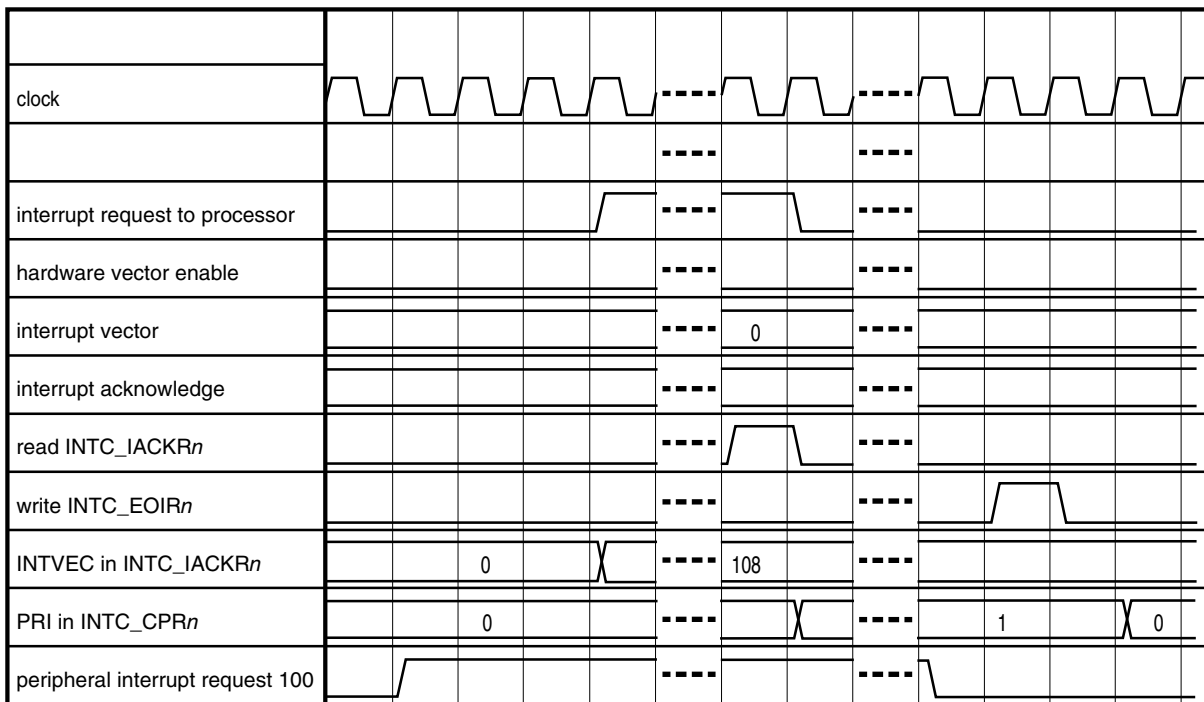 clock
interrupt request to processor
hardware vector enable
interrupt vector
0
interrupt acknowledge
read INTC_IACKRn
write INTC_EOIRn
INTVEC in INTC_IACKRn
0
108
PRI in INTC_CPRn
0
1
0
peripheral interrupt request 100